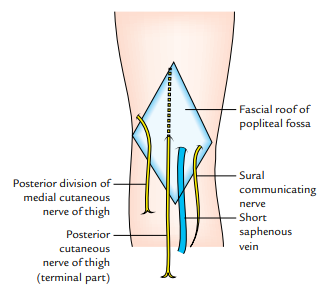 Fascial roof of
popliteal fossa
Posterior division of
medial cutaneous
nerve of thigh
Sural
communicating
nerve
Short
saphenous
vein
Posterior
cutaneous
nerve of thigh
(terminal part)